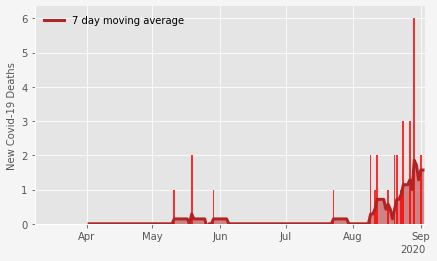 7 day moving average
New Covid-19 Deaths
6
5
4
3
2
1
0
Apr
May
Jun
Jul
Aug
Sep
2020